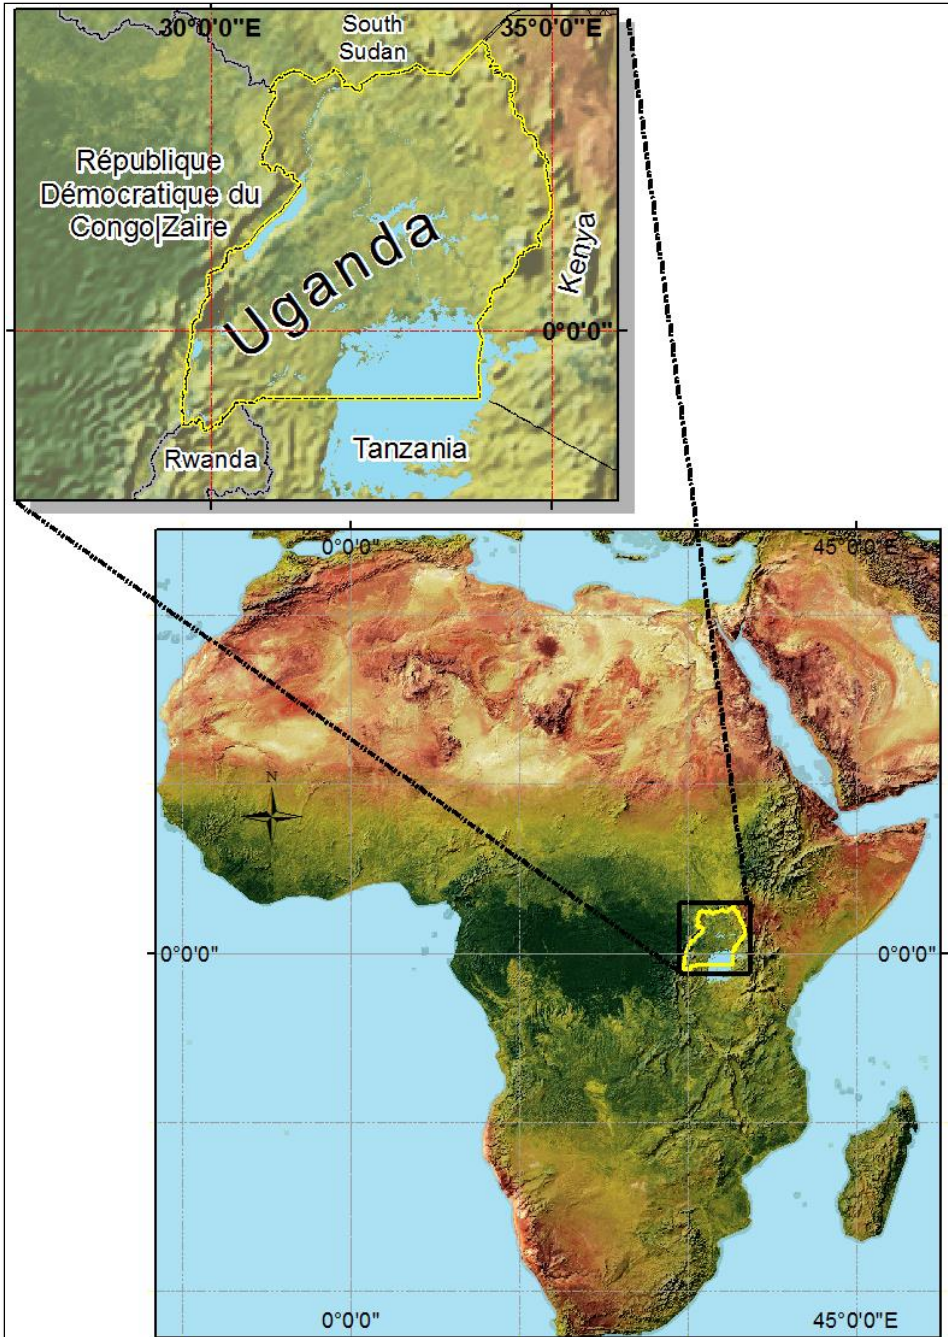 30°0'0"E
35°0'0"E
South
Sudan
République
Démocratique du
Congo|Zaire
Uganda
Kenya
0°0'0"
Rwanda
Tanzania
0°0'0"
45°0'0"E
N
0°0'0"
0°0'0"
0°0'0"
45°0'0"E